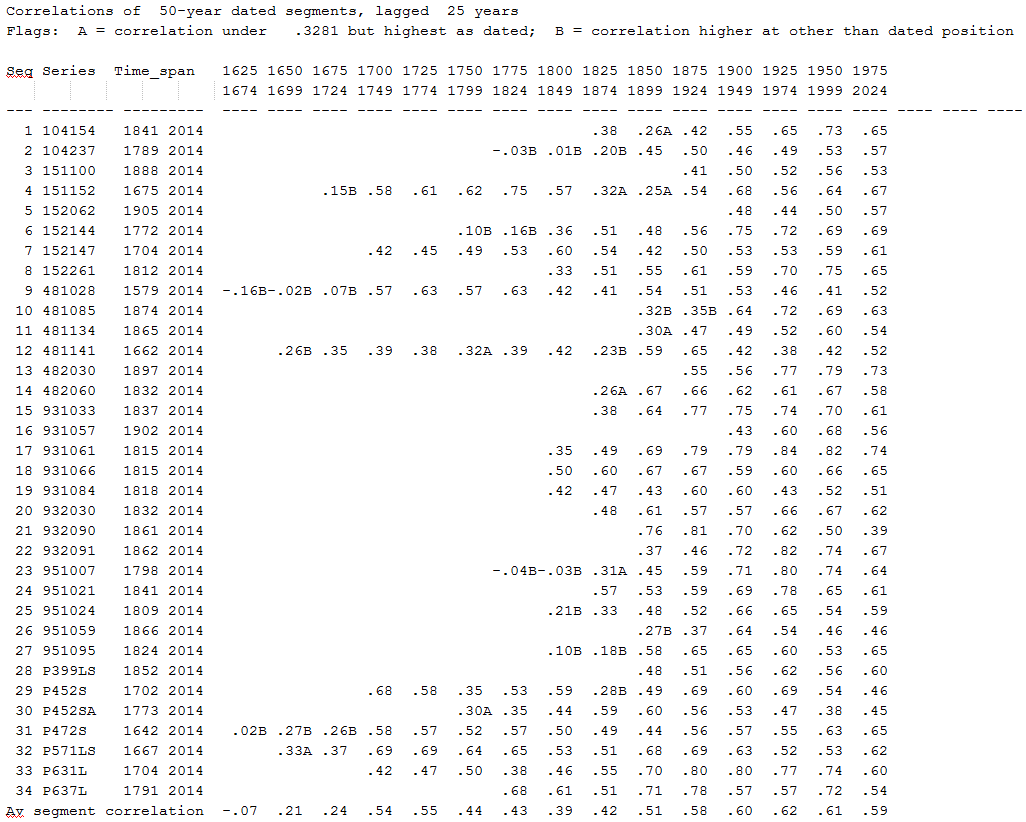 Correlations of  50-year dated segments, lagged  25 years
Flags:  A = correlation under   .3281 but highest as dated;  B = correlation higher at other than dated position
Seq Series  Time_span   1625 1650 1675 1700 1725 1750 1775 1800 1825 1850 1875 1900 1925 1950 1975
1674 1699 1724 1749 1774 1799 1824 1849 1874 1899 1924 1949 1974 1999 2024
--- -------- --------- ---- ---- ---- ---- ---- ---- ---- ---- ---- ---- ---- ---- ---- ---- ---- ---- ---- ----
1 104154   1841 2014 .38  .26A .42  .55  .65  .73  .65
2 104237   1789 2014 -.03B .01B .20B .45  .50  .46  .49  .53  .57
3 151100   1888 2014 .41  .50  .52  .56  .53
4 151152   1675 2014 .15B .58  .61  .62  .75  .57  .32A .25A .54  .68  .56  .64  .67
5 152062   1905 2014 .48  .44  .50  .57
6 152144   1772 2014 .10B .16B .36  .51  .48  .56  .75  .72  .69  .69
7 152147   1704 2014 .42  .45  .49  .53  .60  .54  .42  .50  .53  .53  .59  .61
8 152261   1812 2014 .33  .51  .55  .61  .59  .70  .75  .65
9 481028   1579 2014 -.16B-.02B .07B .57  .63  .57  .63  .42  .41  .54  .51  .53  .46  .41  .52
10 481085   1874 2014 .32B .35B .64  .72  .69  .63
11 481134   1865 2014 .30A .47  .49  .52  .60  .54
12 481141   1662 2014 .26B .35  .39  .38  .32A .39  .42  .23B .59  .65  .42  .38  .42  .52
13 482030   1897 2014 .55  .56  .77  .79  .73
14 482060   1832 2014 .26A .67  .66  .62  .61  .67  .58
15 931033   1837 2014 .38  .64  .77  .75  .74  .70  .61
16 931057   1902 2014 .43  .60  .68  .56
17 931061   1815 2014 .35  .49  .69  .79  .79  .84  .82  .74
18 931066   1815 2014 .50  .60  .67  .67  .59  .60  .66  .65
19 931084   1818 2014 .42  .47  .43  .60  .60  .43  .52  .51
20 932030   1832 2014 .48  .61  .57  .57  .66  .67  .62
21 932090   1861 2014 .76  .81  .70  .62  .50  .39
22 932091   1862 2014 .37  .46  .72  .82  .74  .67
23 951007   1798 2014 -.04B-.03B .31A .45  .59  .71  .80  .74  .64
24 951021   1841 2014 .57  .53  .59  .69  .78  .65  .61
25 951024   1809 2014 .21B .33  .48  .52  .66  .65  .54  .59
26 951059   1866 2014 .27B .37  .64  .54  .46  .46
27 951095   1824 2014 .10B .18B .58  .65  .65  .60  .53  .65
28 P399LS   1852 2014 .48  .51  .56  .62  .56  .60
29 P452S    1702 2014 .68  .58  .35  .53  .59  .28B .49  .69  .60  .69  .54  .46
30 P452SA   1773 2014 .30A .35  .44  .59  .60  .56  .53  .47  .38  .45
31 P472S    1642 2014 .02B .27B .26B .58  .57  .52  .57  .50  .49  .44  .56  .57  .55  .63  .65
32 P571LS   1667 2014 .33A .37  .69  .69  .64  .65  .53  .51  .68  .69  .63  .52  .53  .62
33 P631L    1704 2014 .42  .47  .50  .38  .46  .55  .70  .80  .80  .77  .74  .60
34 P637L    1791 2014 .68  .61  .51  .71  .78  .57  .57  .72  .54
Av segment correlation  -.07  .21  .24  .54  .55  .44  .43  .39  .42  .51  .58  .60  .62  .61  .59